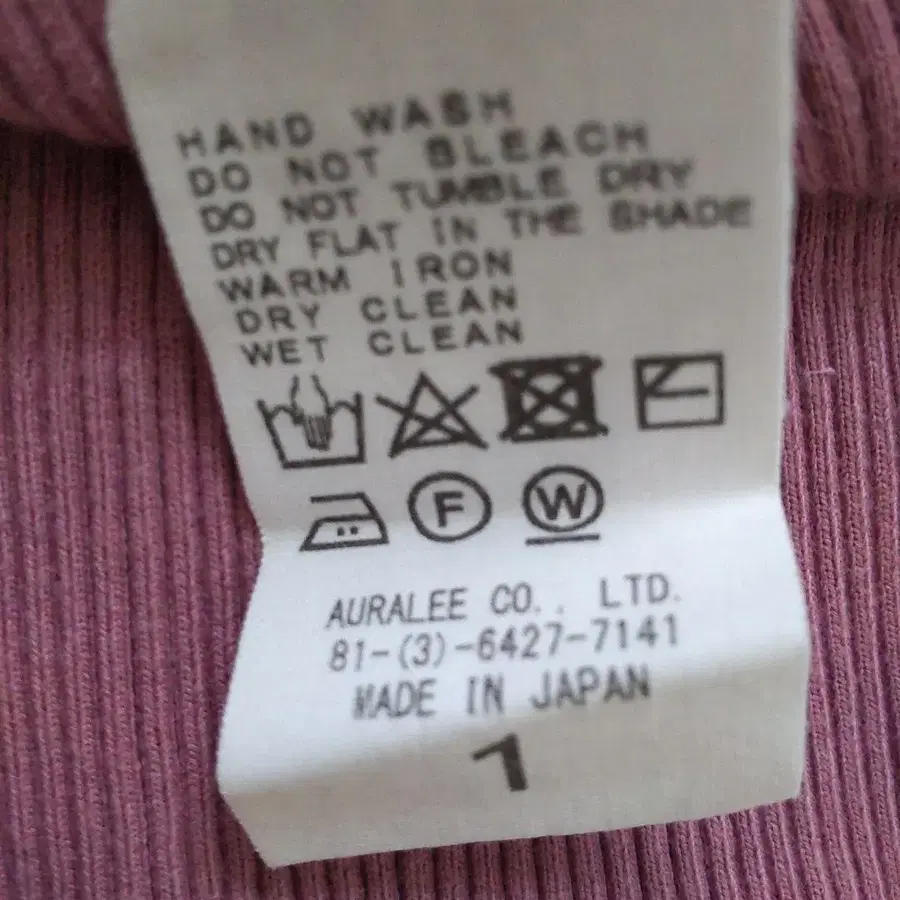 HAND WASH
DO NOT BLEACH
DO NOT TUMBLE DRY
DRY FLAT IN THE SHADE
WARM IRON
DRY CLEAN
WET CLEAN
F W
AURALEE CO., LTD.
81-(3)-6427-7141
MADE IN JAPAN
1